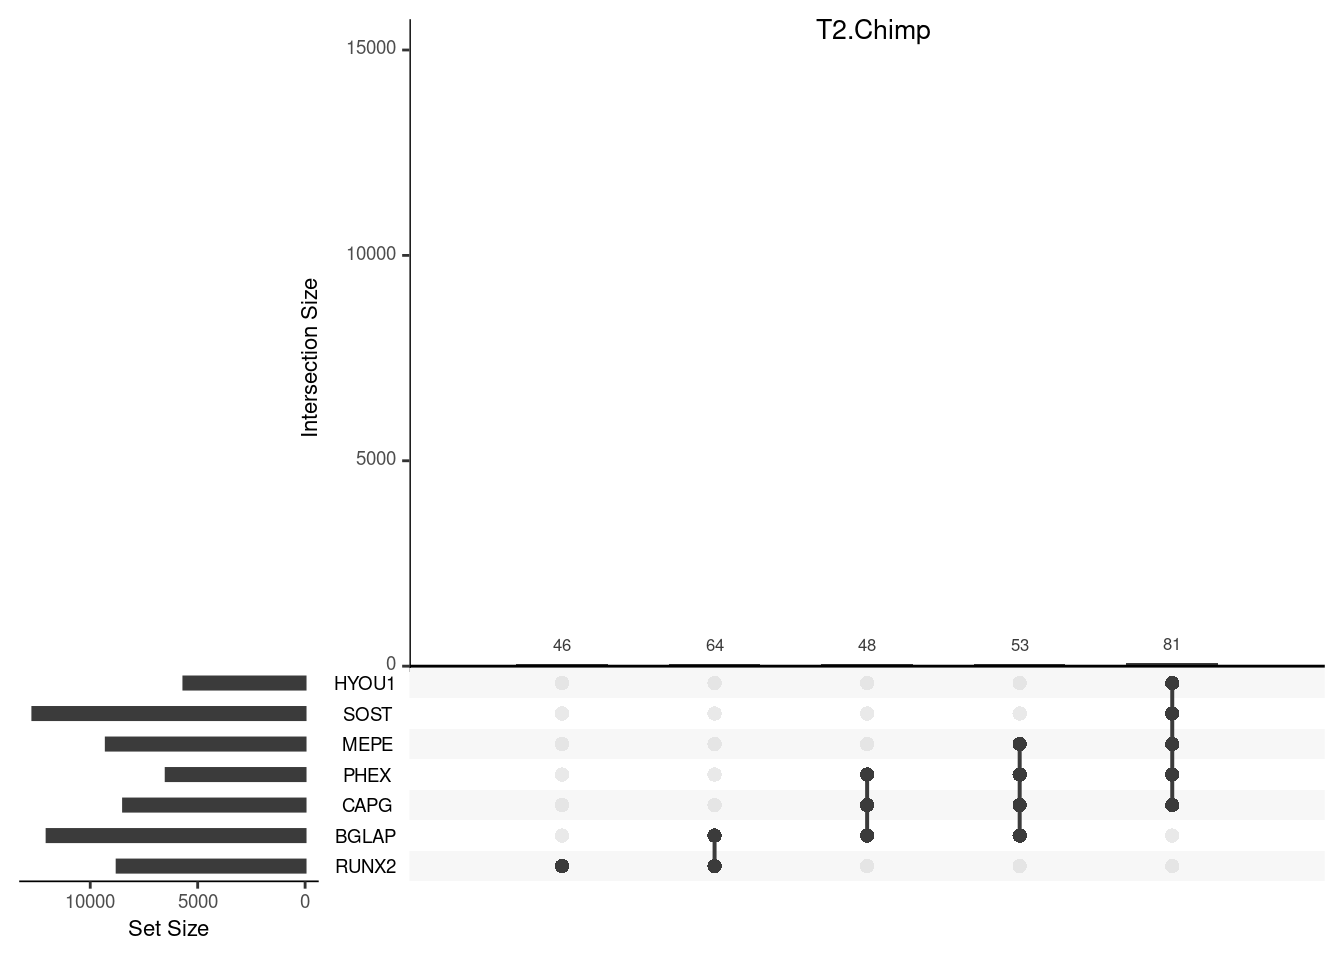 T2.Chimp
15000
10000
5000
0
Intersection Size
46 64 48 53 81
HYOU1
SOST
MEPE
PHEX
CAPG
BGLAP
RUNX2
10000 5000 0
Set Size